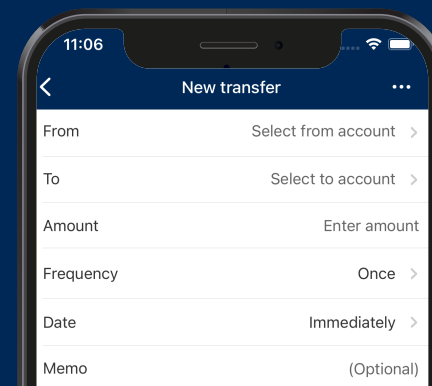 11:06
New transfer
From Select from account
To Select to account
Amount Enter amount
Frequency Once
Date Immediately
Memo (Optional)